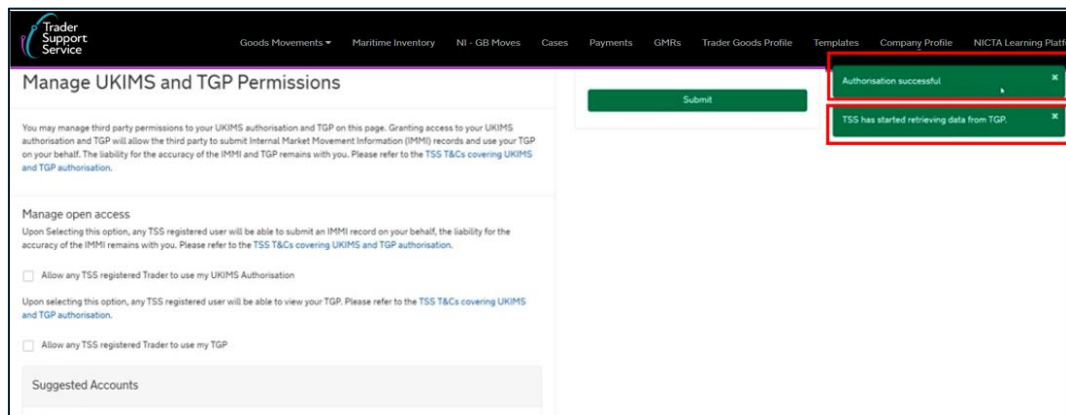 Trader
Support
Service
Goods Movements Maritime Inventory NI - GB Moves Cases Payments GMRs Trader Goods Profile Templates Company Profile NICTA Learning Platf
Manage UKIMS and TGP Permissions
Submit
Authorisation successful ×
TSS has started retrieving data from TGP. ×
You may manage third party permissions to your UKIMS authorisation and TGP on this page. Granting access to your UKIMS
authorisation and TGP will allow the third party to submit Internal Market Movement Information (IMMI) records and use your TGP
on your behalf. The liability for the accuracy of the IMMI and TGP remains with you. Please refer to the TSS T&Cs covering UKIMS
and TGP authorisation.
Manage open access
Upon Selecting this option, any TSS registered user will be able to submit an IMMI record on your behalf, the liability for the
accuracy of the IMMI remains with you. Please refer to the TSS T&Cs covering UKIMS and TGP authorisation.
Allow any TSS registered Trader to use my UKIMS Authorisation
Upon selecting this option, any TSS registered user will be able to view your TGP. Please refer to the TSS T&Cs covering UKIMS
and TGP authorisation.
Allow any TSS registered Trader to use my TGP
Suggested Accounts